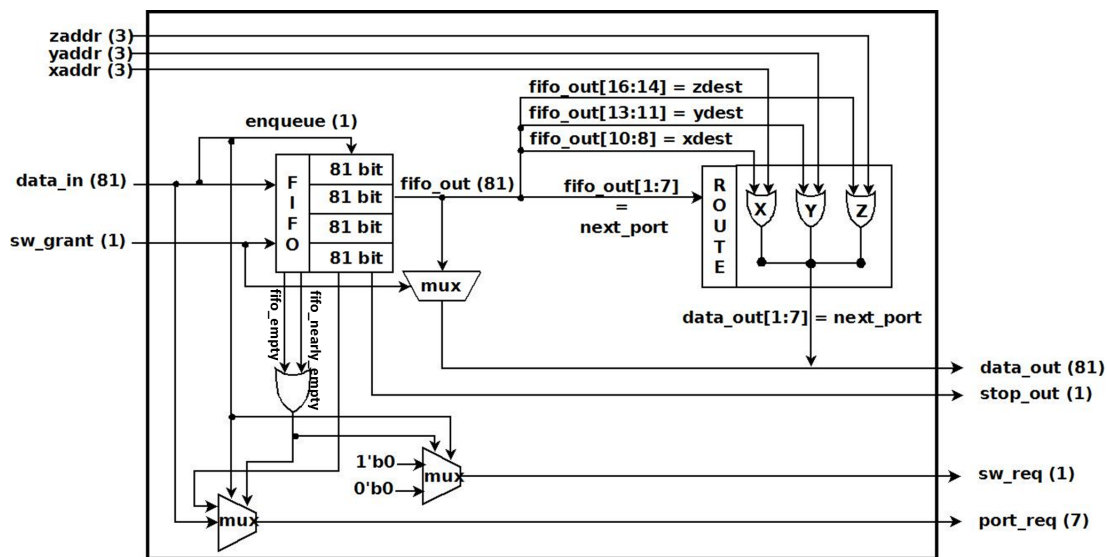 zaddr (3)
yaddr (3)
xaddr (3)
fifo_out[16:14] = zdest
fifo_out[13:11] = ydest
fifo_out[10:8] = xdest
enqueue (1)
data_in (81)
sw_grant (1)
F
I
F
O
81 bit
81 bit
81 bit
81 bit
fifo_out (81)
fifo_out[1:7]
=
next_port
R
O
U
T
E
X
Y
Z
mux
fifo_empty
fifo_nearly_empty
data_out[1:7] = next_port
data_out (81)
stop_out (1)
1'b0
0'b0
mux
sw_req (1)
mux
port_req (7)